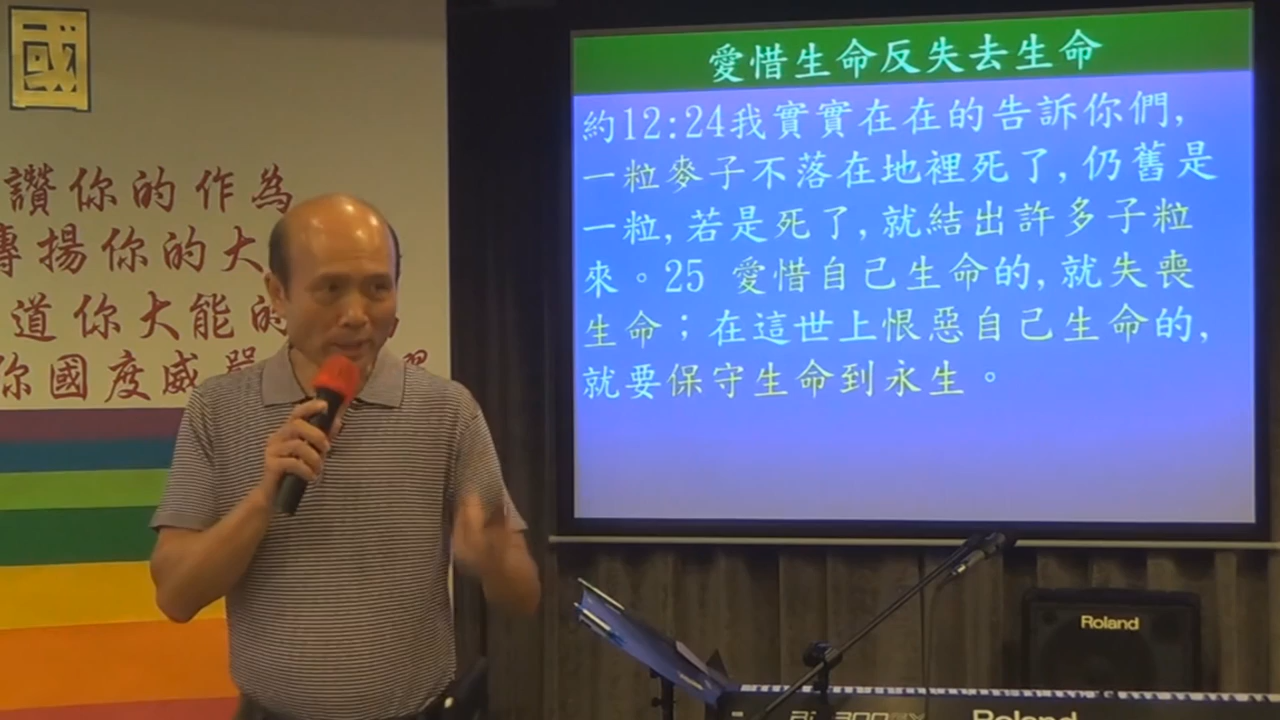 國
讚你的作為
傳揚你的大
道你大能的
你國度威嚴
愛惜生命反失去生命
約12:24我實實在在的告訴你們,
一粒麥子不落在地裡死了,仍舊是
一粒,若是死了,就結出許多子粒
來。25 愛惜自己生命的,就失喪
生命；在這世上恨惡自己生命的,
就要保守生命到永生。
Roland
Roland